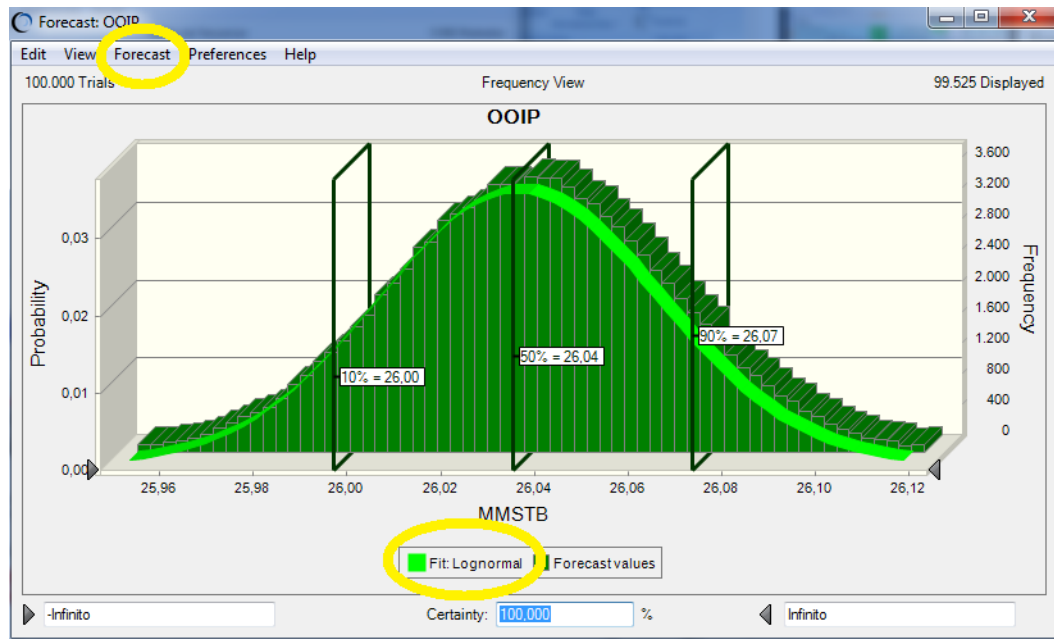 Forecast: OOIP
Edit View Forecast Preferences Help
100.000 Trials Frequency View 99.525 Displayed
OOIP
Probability
0,03
0,02
0,01
0,00
3.600
3.200
2.800
2.400
2.000
1.600
1.200
800
400
0
Frequency
10% = 26,00
50% = 26,04
90% = 26,07
25,96 25,98 26,00 26,02 26,04 26,06 26,08 26,10 26,12
MMSTB
Fit: Lognormal Forecast values
-Infinito Certainty: 100,000 % Infinito